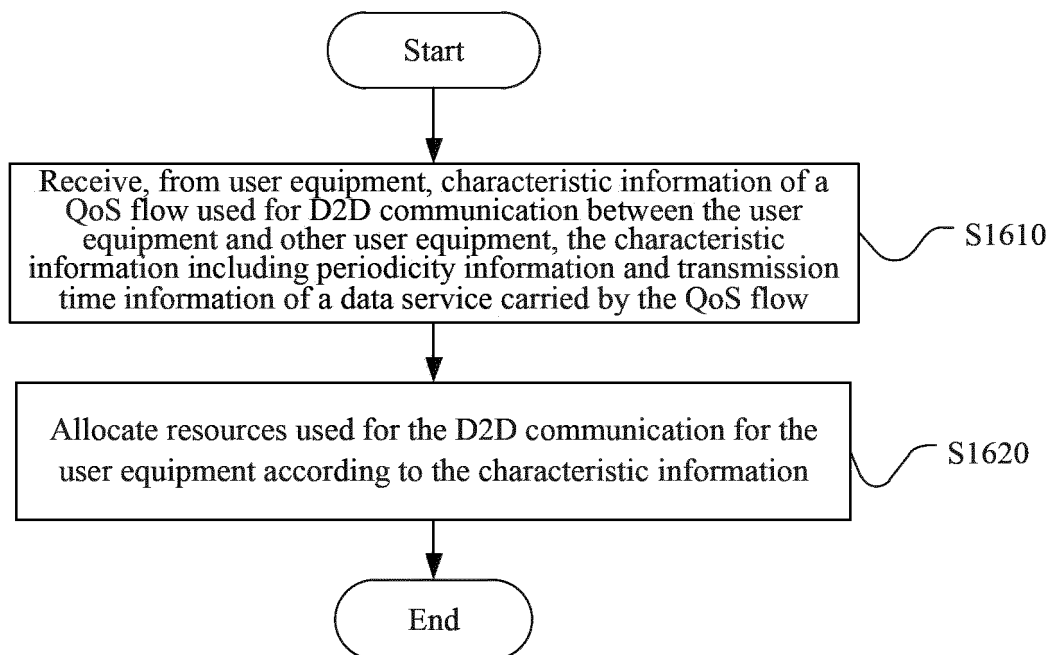 Start
Receive, from user equipment, characteristic information of a
QoS flow used for D2D communication between the user
equipment and other user equipment, the characteristic
information including periodicity information and transmission
time information of a data service carried by the QoS flow
S1610
Allocate resources used for the D2D communication for the
user equipment according to the characteristic information
S1620
End